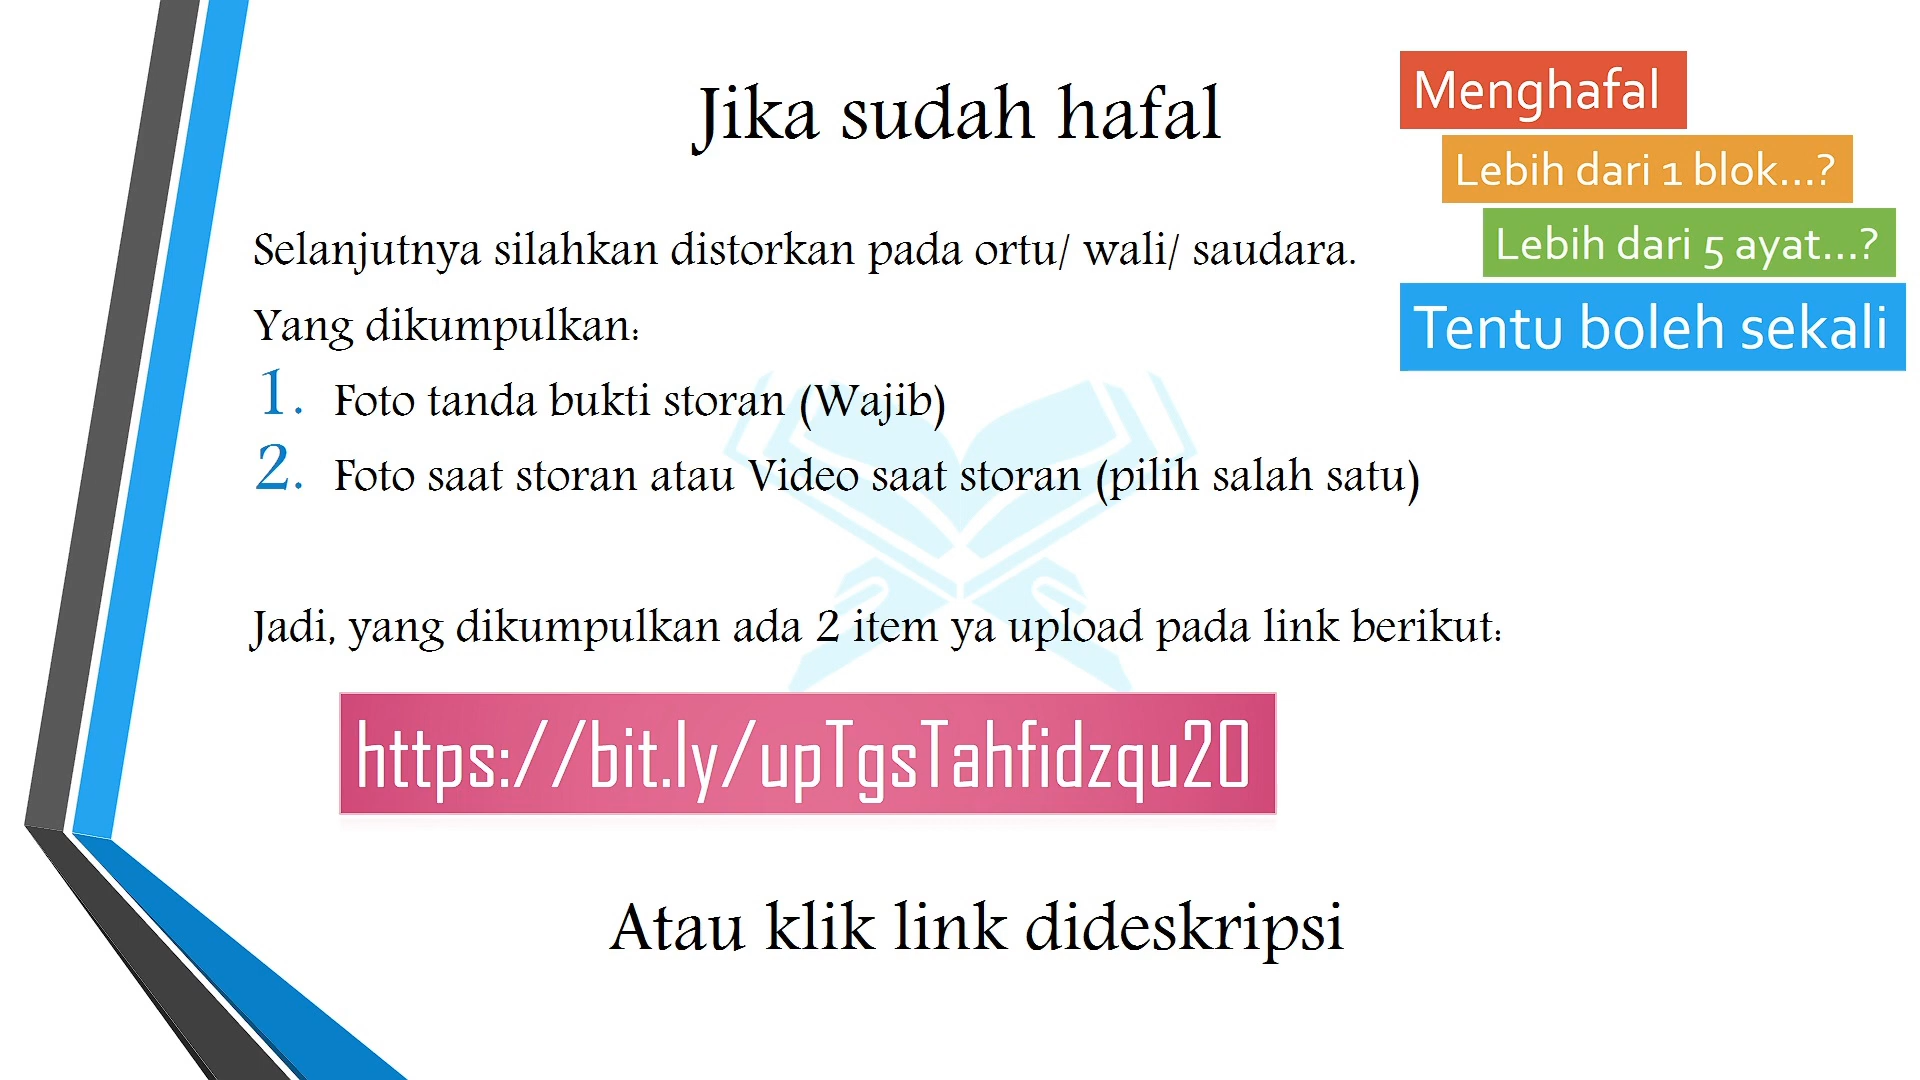 Jika sudah hafal
Menghafal
Lebih dari 1 blok...?
Lebih dari 5 ayat...?
Tentu boleh sekali
Selanjutnya silahkan distorkan pada ortu/ wali/ saudara.
Yang dikumpulkan:
1. Foto tanda bukti storan (Wajib)
2. Foto saat storan atau Video saat storan (pilih salah satu)
Jadi, yang dikumpulkan ada 2 item ya upload pada link berikut:
https://bit.ly/upTgsTahfidzqu20
Atau klik link dideskripsi